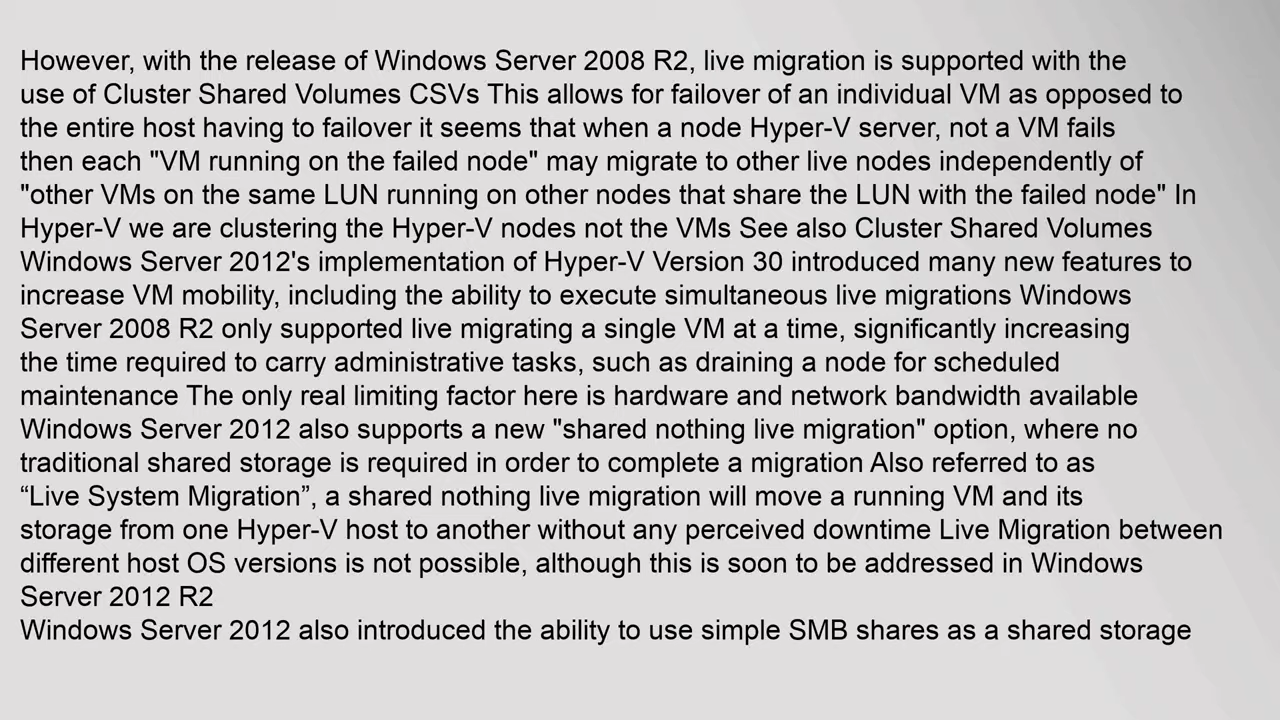 However, with the release of Windows Server 2008 R2, live migration is supported with the
use of Cluster Shared Volumes CSVs This allows for failover of an individual VM as opposed to
the entire host having to failover it seems that when a node Hyper-V server, not a VM fails
then each "VM running on the failed node" may migrate to other live nodes independently of
"other VMs on the same LUN running on other nodes that share the LUN with the failed node" In
Hyper-V we are clustering the Hyper-V nodes not the VMs See also Cluster Shared Volumes
Windows Server 2012's implementation of Hyper-V Version 30 introduced many new features to
increase VM mobility, including the ability to execute simultaneous live migrations Windows
Server 2008 R2 only supported live migrating a single VM at a time, significantly increasing
the time required to carry administrative tasks, such as draining a node for scheduled
maintenance The only real limiting factor here is hardware and network bandwidth available
Windows Server 2012 also supports a new "shared nothing live migration" option, where no
traditional shared storage is required in order to complete a migration Also referred to as
“Live System Migration”, a shared nothing live migration will move a running VM and its
storage from one Hyper-V host to another without any perceived downtime Live Migration between
different host OS versions is not possible, although this is soon to be addressed in Windows
Server 2012 R2
Windows Server 2012 also introduced the ability to use simple SMB shares as a shared storage